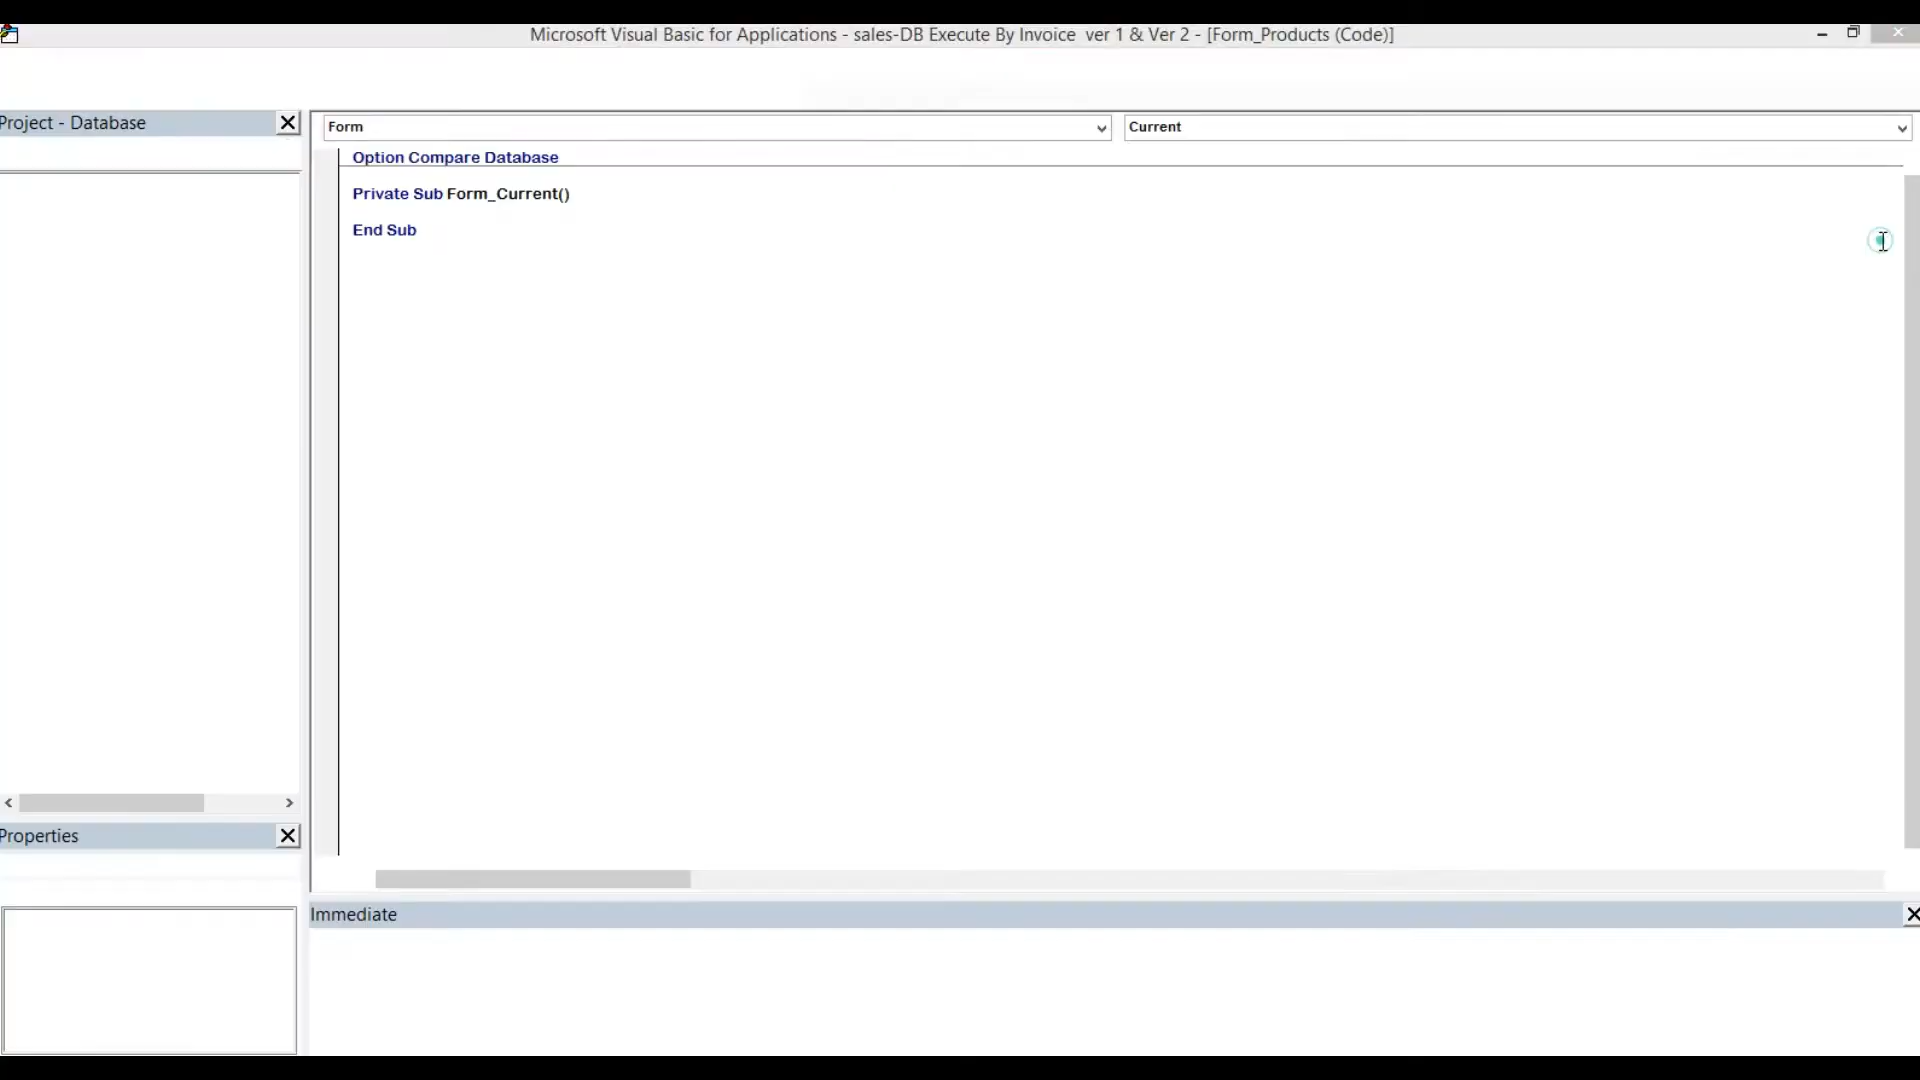 Microsoft Visual Basic for Applications - sales-DB Execute By Invoice  ver 1 & Ver 2 - [Form_Products (Code)]
Project - Database
Form
Current
Option Compare Database
Private Sub Form_Current()
End Sub
Properties
Immediate